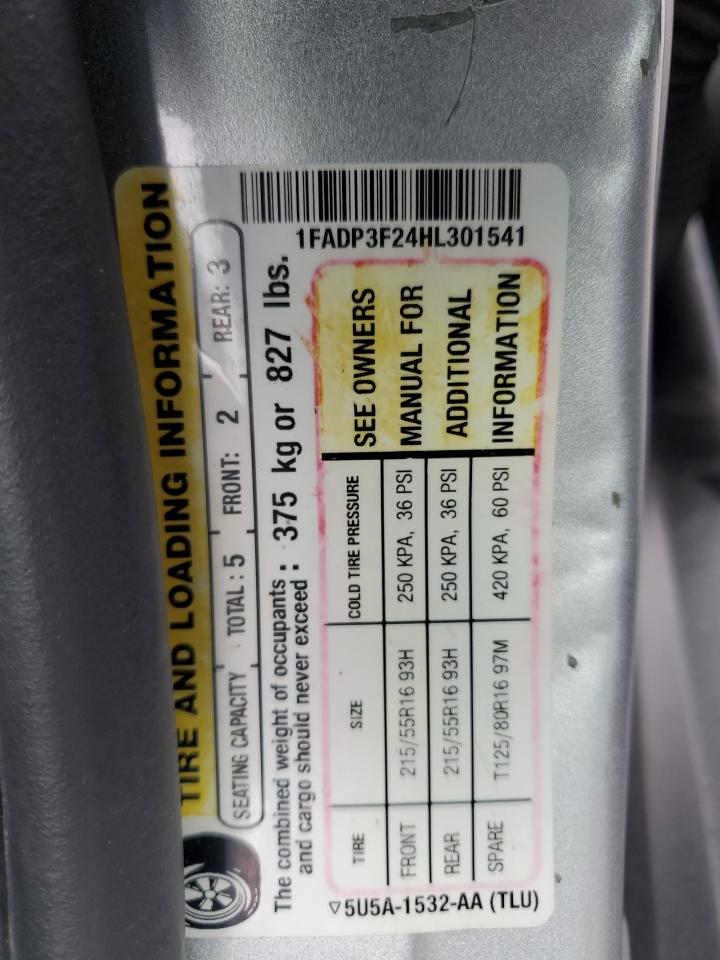 TIRE AND LOADING INFORMATION
SEATING CAPACITY TOTAL : 5 FRONT: 2 REAR: 3
The combined weight of occupants
and cargo should never exceed : 375 kg or 827 lbs.
1FADP3F24HL301541
TIRE SIZE COLD TIRE PRESSURE SEE OWNERS
FRONT 215/55R16 93H 250 KPA, 36 PSI MANUAL FOR
REAR 215/55R16 93H 250 KPA, 36 PSI ADDITIONAL
SPARE T125/80R16 97M 420 KPA, 60 PSI INFORMATION
5U5A-1532-AA (TLU)